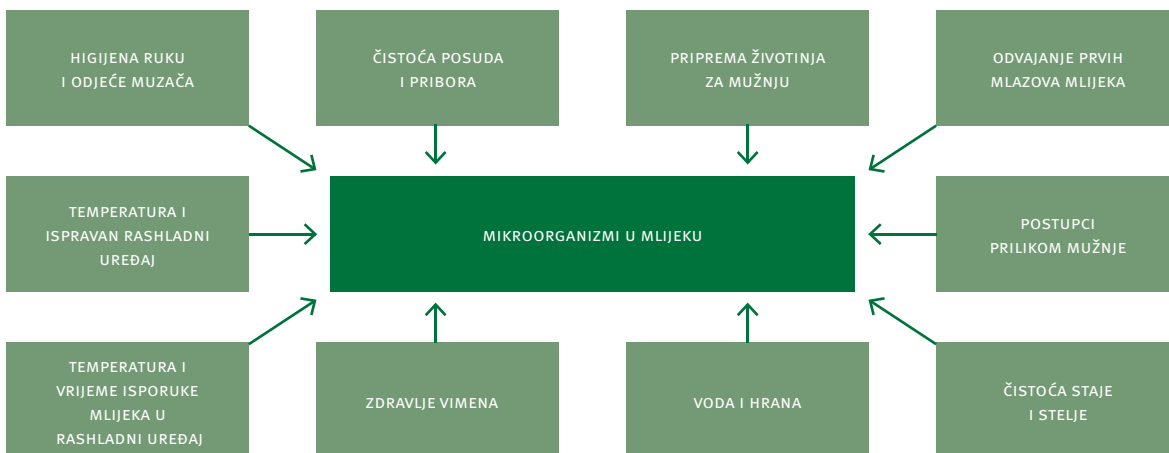 HIGIJENA RUKU
I ODJEĆE MUZAČA
ČISTOĆA POSUDA
I PRIBORA
PRIPREMA ŽIVOTINJA
ZA MUŽNJU
ODVAJANJE PRVIH
MLAZOVA MLIJEKA
TEMPERATURA I
ISPRAVAN RASHLADNI
UREĐAJ
MIKROORGANIZMI U MLIJEKU
POSTUPCI
PRILIKOM MUŽNJE
TEMPERATURA I
VRIJEME ISPORUKE
MLIJEKA U
RASHLADNI UREĐAJ
ZDRAVLJE VIMENA
VODA I HRANA
ČISTOĆA STAJE
I STELJE